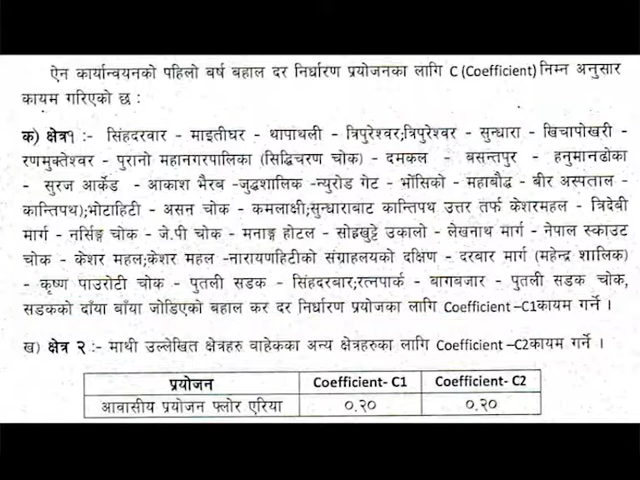 ऐन कार्यान्वयनको पहिलो बर्ष बहाल दर निर्धारण प्रयोजनका लागि C (Coefficient) निम्न अनुसार
कायम गरिएको छ :
क) क्षेत्र१ :- सिंहदरवार - माइतीघर - थापाथली - त्रिपुरेश्वर;त्रिपुरेश्वर - सुन्धारा - खिचापोखरी -
रणमुक्तेश्वर - पुरानो महानगरपालिका (सिद्धिचरण चोक) - दमकल - बसन्तपुर - हनुमानढोका
- सुरज आर्केड - आकाश भैरब -जुद्धशालिक -न्युरोड गेट - भोंसिको - महाबौद्ध - बीर अस्पताल -
कान्तिपथ);भोटाहिटी - असन चोक - कमलाक्षी;सुन्धाराबाट कान्तिपथ उत्तर तर्फ केशरमहल - त्रिदेवी
मार्ग - नर्सिङ्ग चोक - जे.पी चोक - मनाङ्ग होटल - सोह्रखुट्टे उकालो - लेखनाथ मार्ग - नेपाल स्काउट
चोक - केशर महल;केशर महल -नारायणहिटीको संग्राहलयको दक्षिण - दरबार मार्ग (महेन्द्र शालिक)
- कृष्ण पाउरोटी चोक - पुतली सडक - सिंहदरबार;रत्नपार्क - बागबजार - पुतली सडक चोक,
सडकको दाँया बाँया जोडिएको बहाल कर दर निर्धारण प्रयोजका लागि Coefficient –C1कायम गर्ने ।
ख) क्षेत्र २ :- माथी उल्लेखित क्षेत्रहरु वाहेकका अन्य क्षेत्रहरुका लागि Coefficient –C2कायम गर्ने ।
प्रयोजन Coefficient- C1 Coefficient- C2
आवासीय प्रयोजन फ्लोर एरिया ०.२० ०.२०